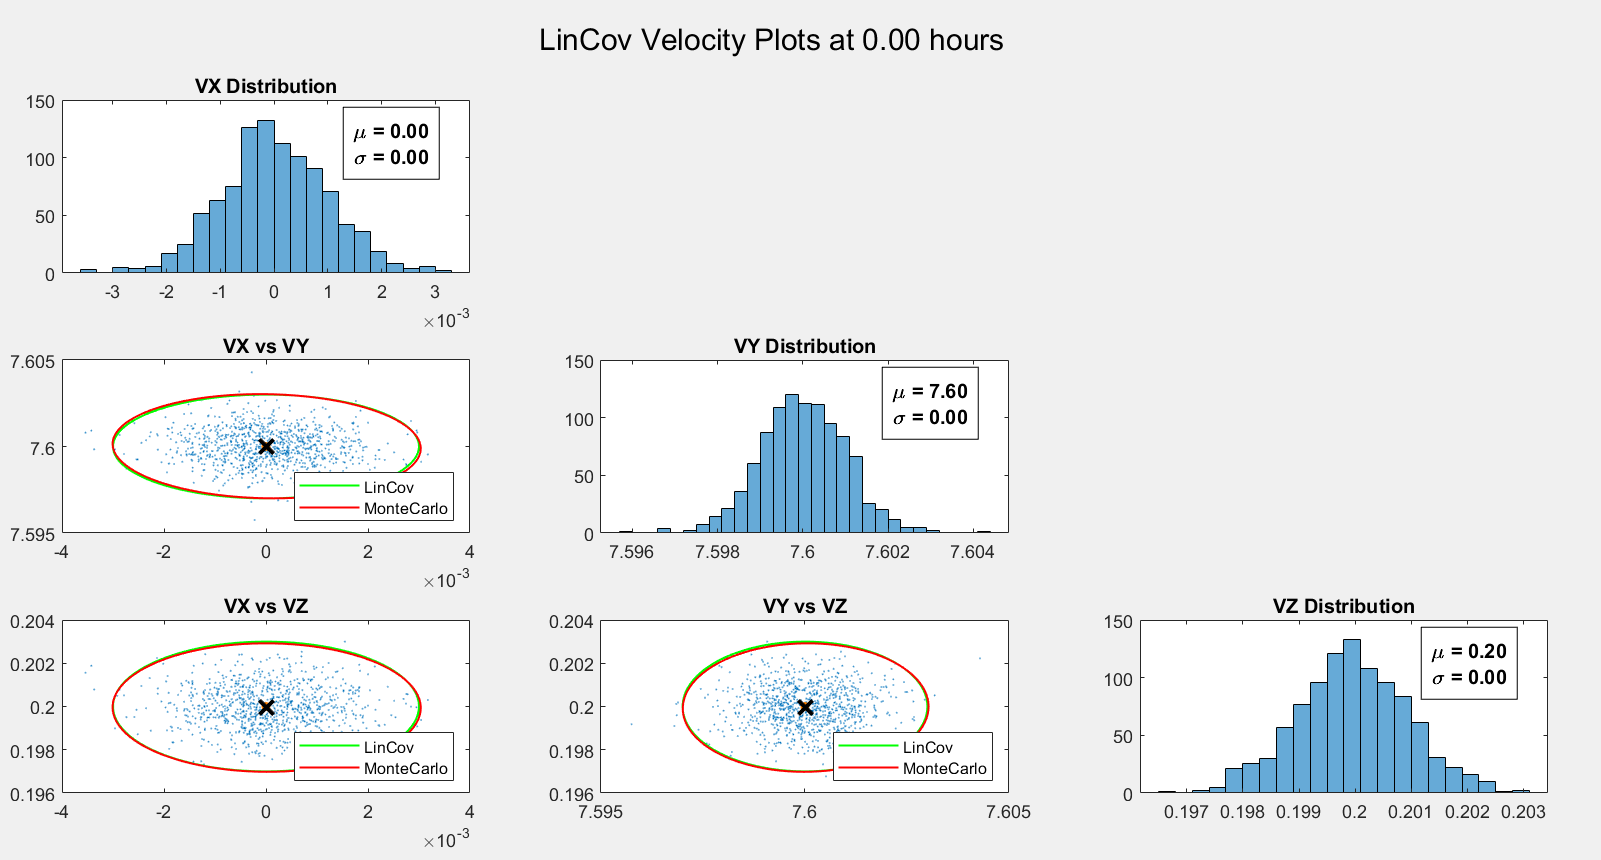 LinCov Velocity Plots at 0.00 hours
VX Distribution
150
100
50
0
μ = 0.00
σ = 0.00
-3 -2 -1 0 1 2 3
×10-3
VX vs VY
7.605
7.6
7.595
LinCov
MonteCarlo
-4 -2 0 2 4
×10-3
VY Distribution
150
100
50
0
μ = 7.60
σ = 0.00
7.596 7.598 7.6 7.602 7.604
VX vs VZ
0.204
0.202
0.2
0.198
0.196
LinCov
MonteCarlo
-4 -2 0 2 4
×10-3
VY vs VZ
0.204
0.202
0.2
0.198
0.196
LinCov
MonteCarlo
7.595 7.6 7.605
VZ Distribution
150
100
50
0
μ = 0.20
σ = 0.00
0.197 0.198 0.199 0.2 0.201 0.202 0.203